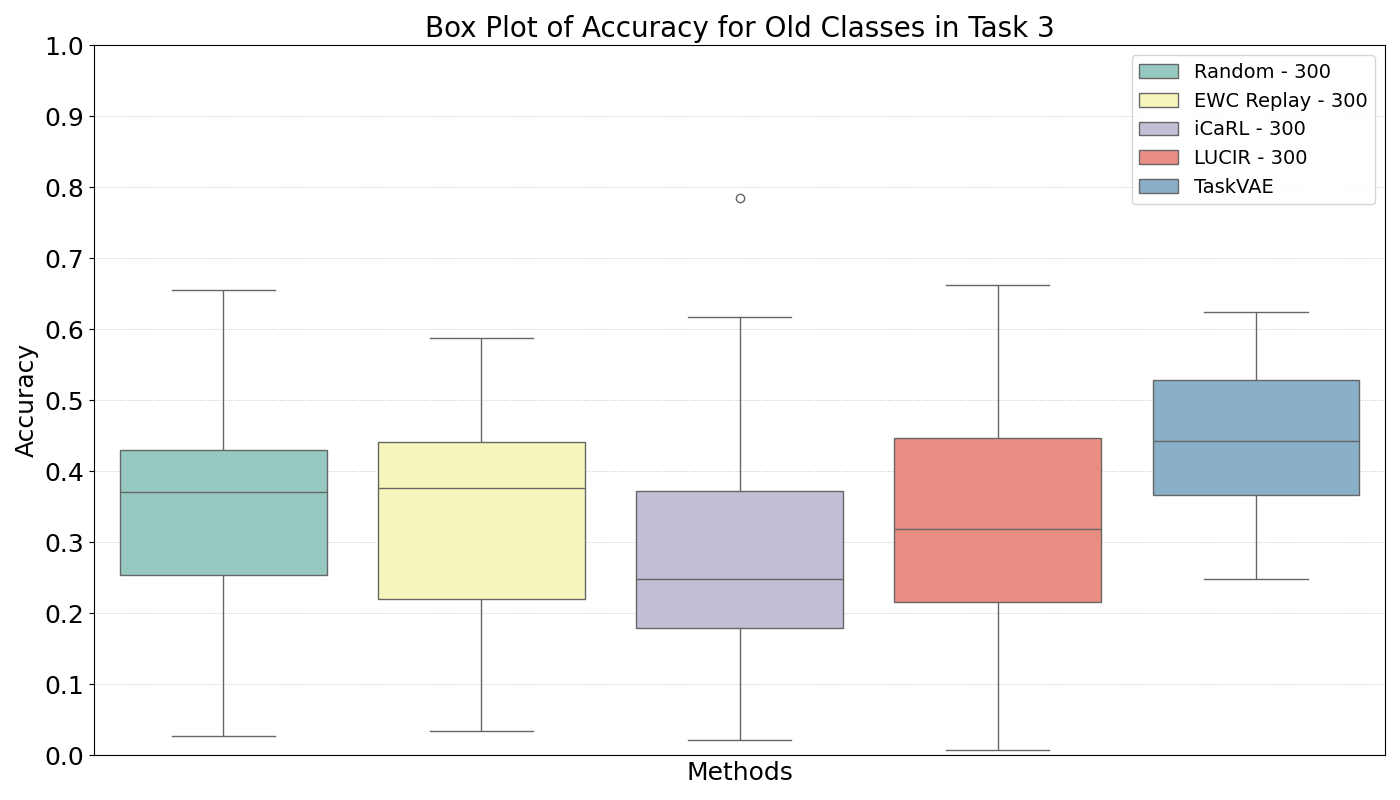 Box Plot of Accuracy for Old Classes in Task 3
1.0
0.9
0.8
0.7
0.6
0.5
0.4
0.3
0.2
0.1
0.0
Accuracy
Methods
Random - 300
EWC Replay - 300
iCaRL - 300
LUCIR - 300
TaskVAE